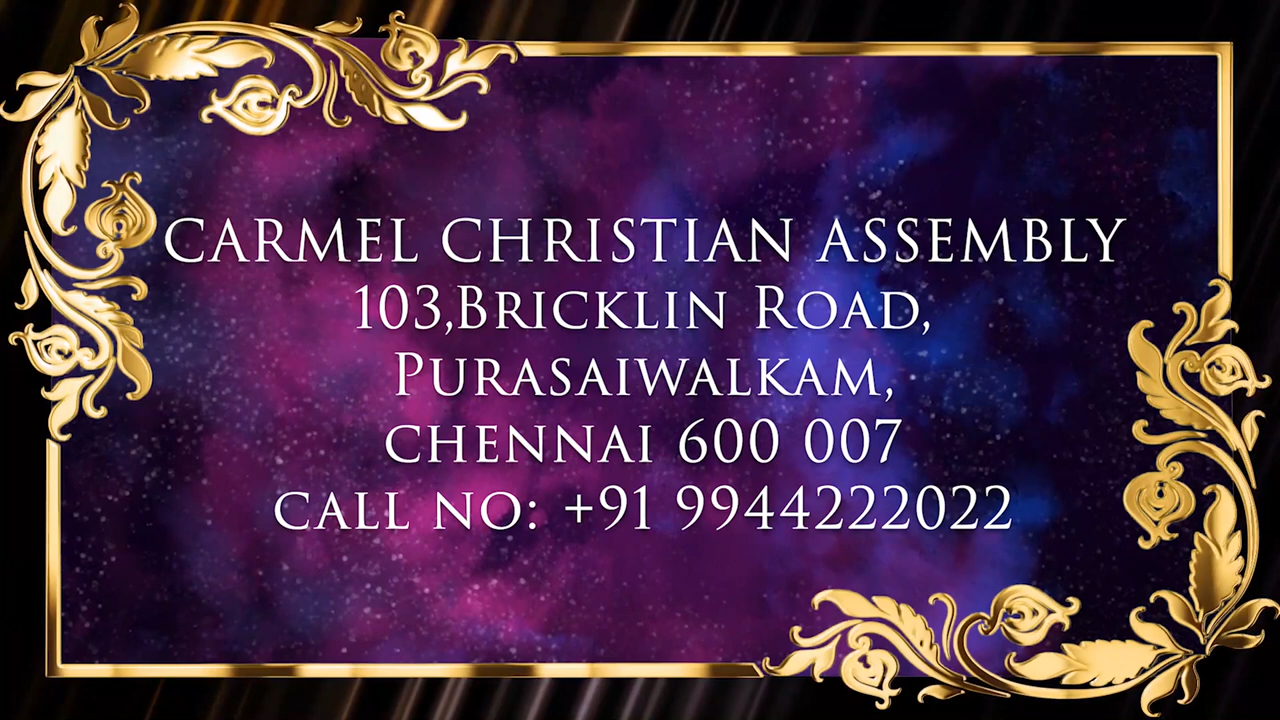 CARMEL CHRISTIAN ASSEMBLY
103,Bricklin Road,
Purasaiwalkam,
chennai 600 007
call no: +91 9944222022